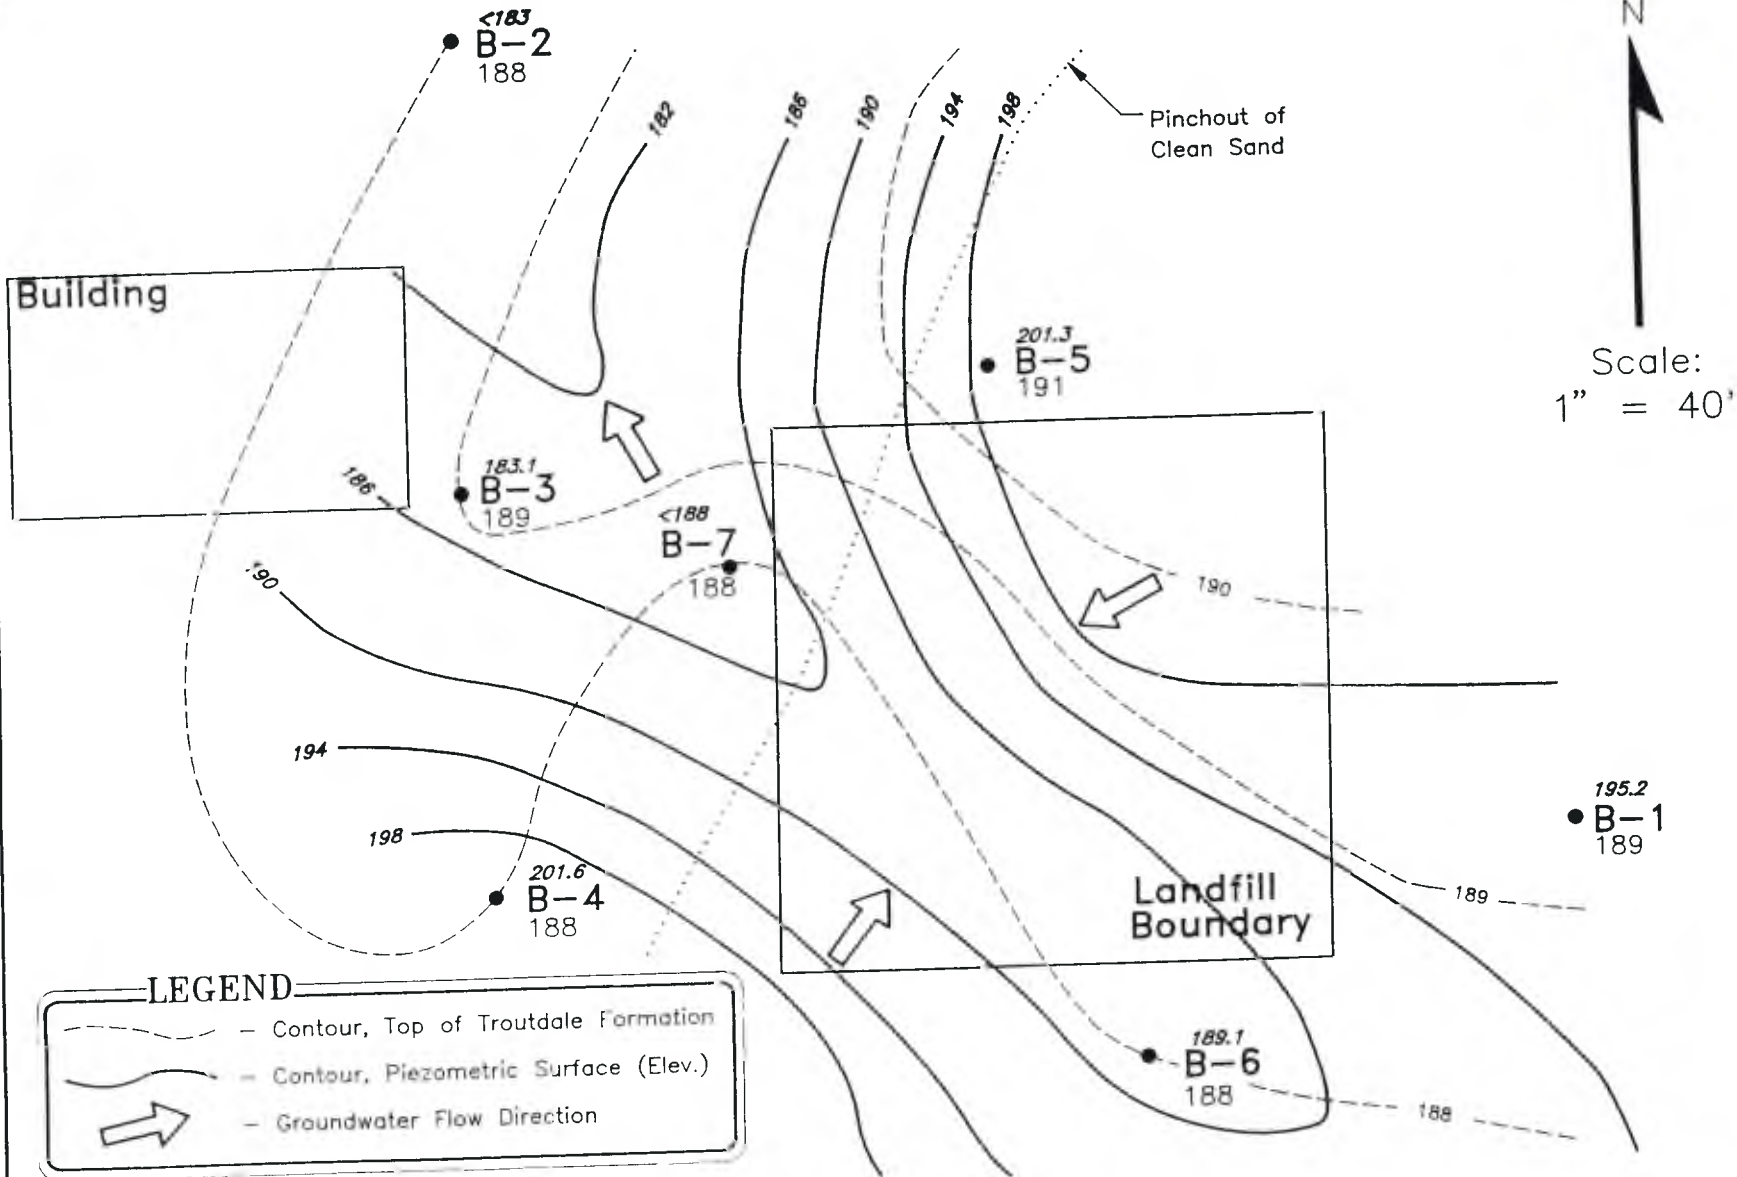 <183
B-2
188
N
182
186
190
194
198
Pinchout of
Clean Sand
Building
201.3
B-5
191
Scale:
1" = 40'
186
183.1
B-3
189
<188
B-7
188
190
190
194
195.2
B-1
189
198
201.6
B-4
188
Landfill
Boundary
189
LEGEND
- Contour, Top of Troutdale Formation
- Contour, Piezometric Surface (Elev.)
- Groundwater Flow Direction
189.1
B-6
188
188